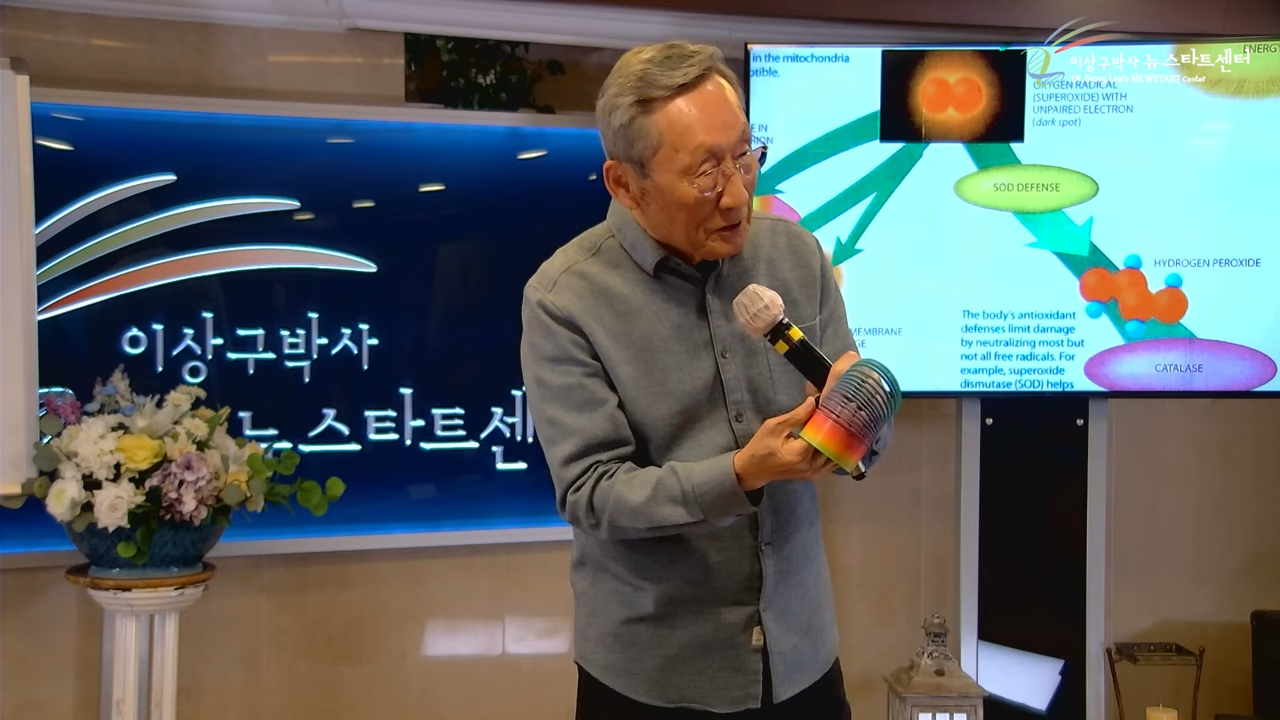 이상구박사
뉴스타트센
in the mitochondria
OXYGEN RADICAL
(SUPEROXIDE) WITH
UNPAIRED ELECTRON
(dark spot)
이상구박사 뉴스타트센터
ENERGY
SOD DEFENSE
HYDROGEN PEROXIDE
MEMBRANE
The body's antioxidant
defenses limit damage
by neutralizing most but
not all free radicals. For
example, superoxide
dismutase (SOD) helps
CATALASE